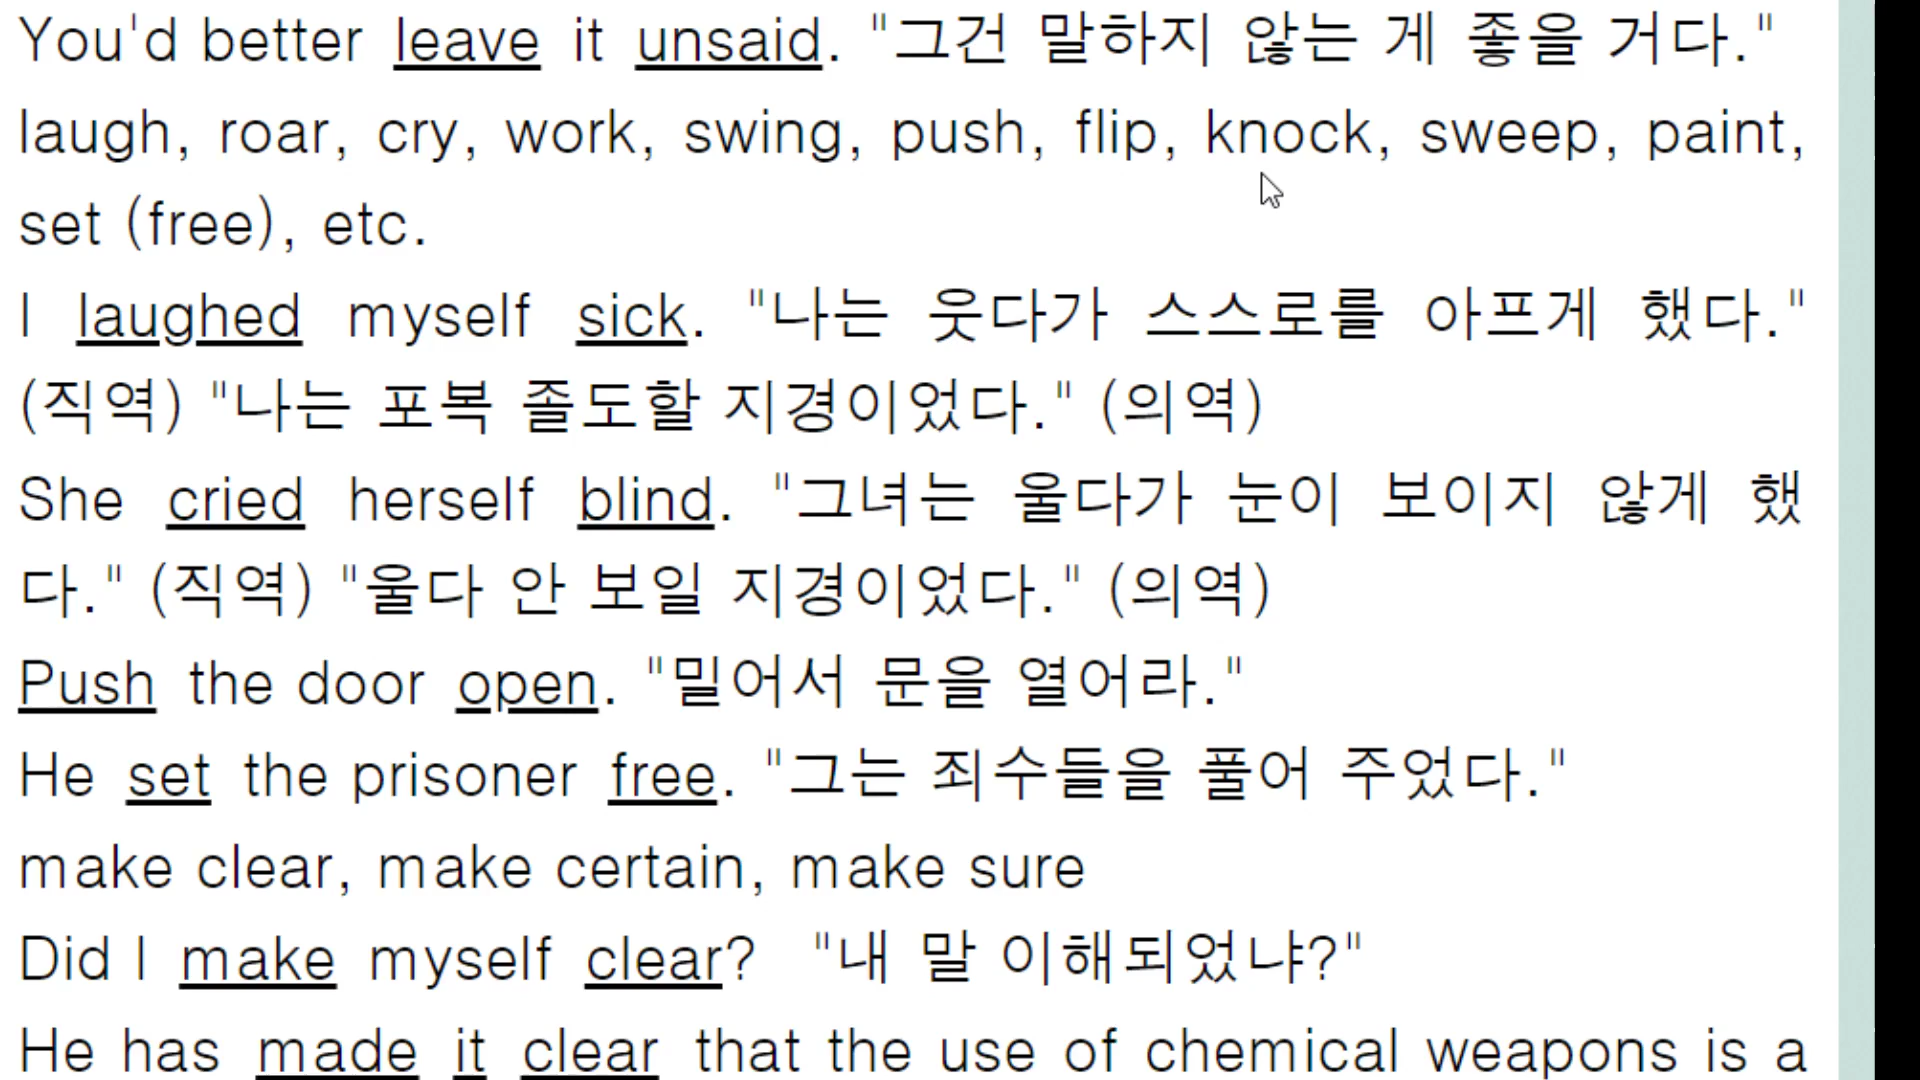 You'd better leave it unsaid. "그건 말하지 않는 게 좋을 거다."
laugh, roar, cry, work, swing, push, flip, knock, sweep, paint,
set (free), etc.
I laughed myself sick. "나는 웃다가 스스로를 아프게 했다."
(직역) "나는 포복 졸도할 지경이었다." (의역)
She cried herself blind. "그녀는 울다가 눈이 보이지 않게 했
다." (직역) "울다 안 보일 지경이었다." (의역)
Push the door open. "밀어서 문을 열어라."
He set the prisoner free. "그는 죄수들을 풀어 주었다."
make clear, make certain, make sure
Did I make myself clear? "내 말 이해되었냐?"
He has made it clear that the use of chemical weapons is a